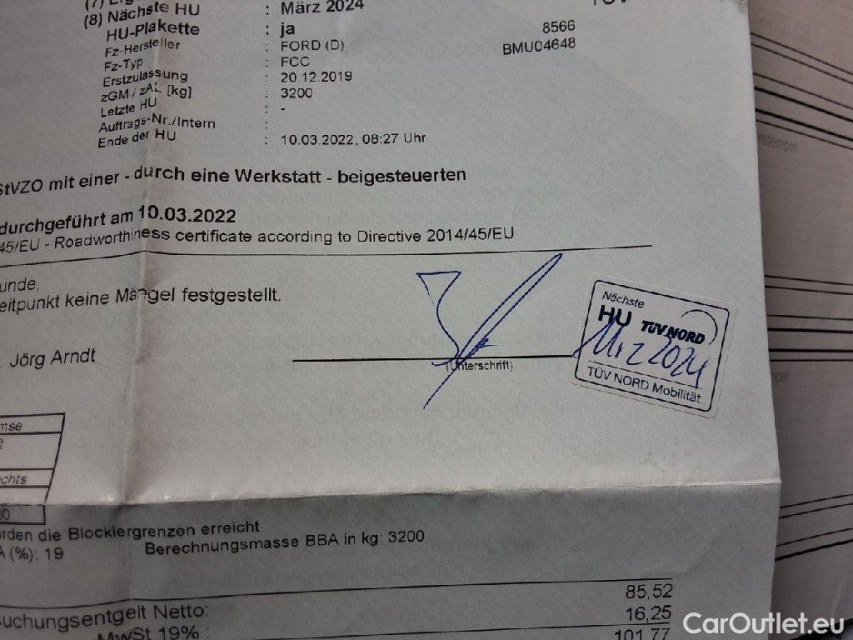 (8) Nächste HU : März 2024
HU-Plakette : ja
Fz-Hersteller : FORD (D) 8566
Fz-Typ : FCC BMU04648
Erstzulassung : 20.12.2019
zGM / zAL [kg] : 3200
Letzte HU : -
Auftrags-Nr./Intern :
Ende der HU : 10.03.2022, 08:27 Uhr
StVZO mit einer - durch eine Werkstatt - beigesteuerten
durchgeführt am 10.03.2022
45/EU - Roadworthiness certificate according to Directive 2014/45/EU
unde,
eitpunkt keine Mängel festgestellt.
Jörg Arndt
(Unterschrift)
Nächste
HU TÜV NORD
März 2024
TÜV NORD Mobilität
mse
chts
rden die Blockiergrenzen erreicht
(%): 19 Berechnungsmasse BBA in kg: 3200
uchungsentgelt Netto: 85,52
MwSt 19% : 16,25
101,77
CarOutlet.eu